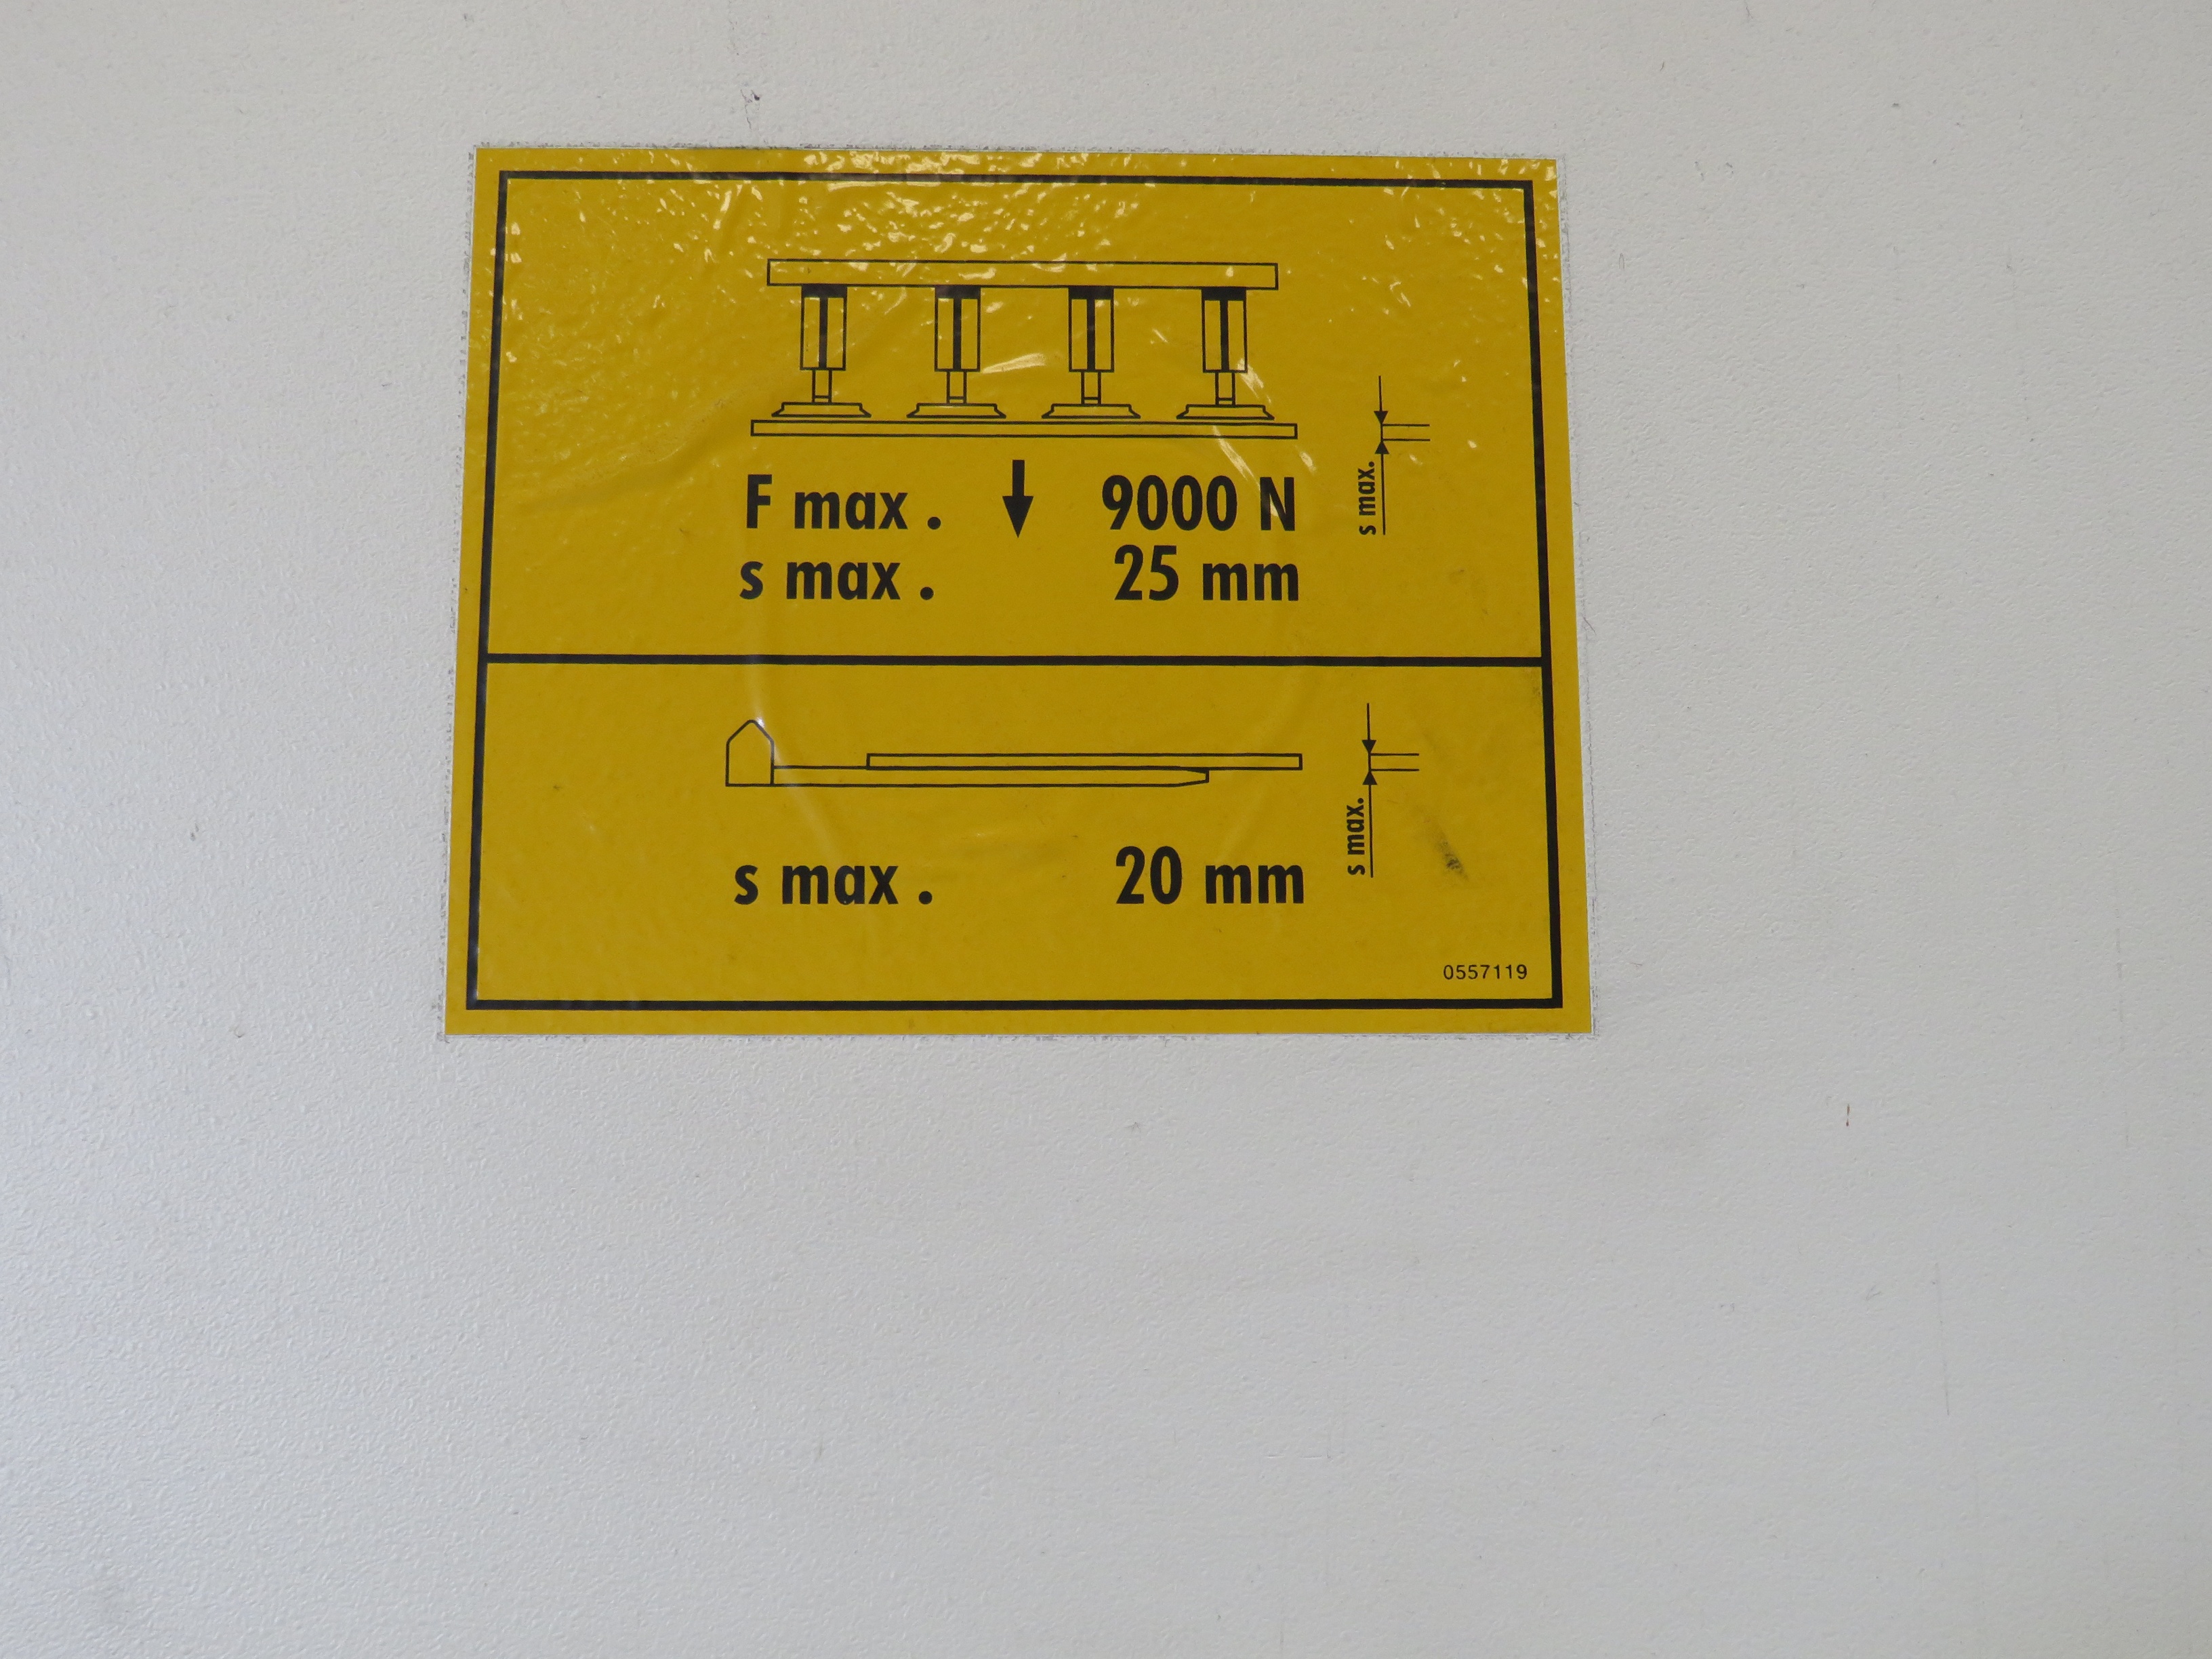 F max. 9000 N
s max. 25 mm
s max.
s max. 20 mm
s max.
0557119